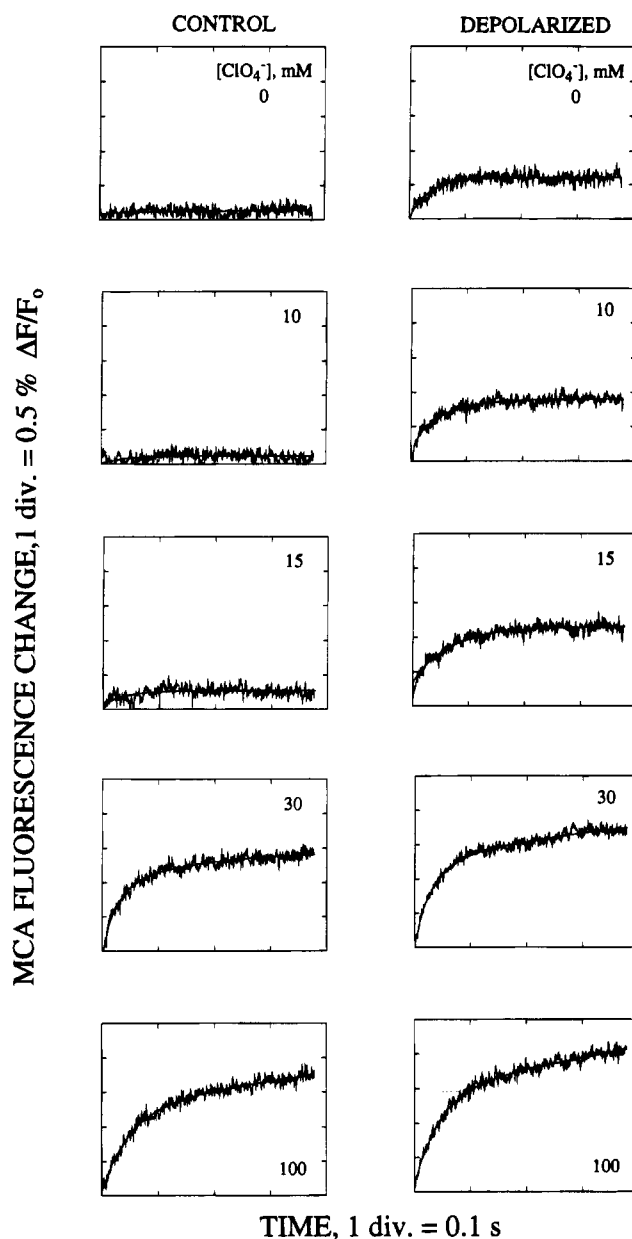 CONTROL
DEPOLARIZED
[ClO₄⁻], mM
0
[ClO₄⁻], mM
0
10
10
15
15
30
30
100
100
MCA FLUORESCENCE CHANGE,1 div. = 0.5 % ΔF/Fₒ
TIME, 1 div. = 0.1 s